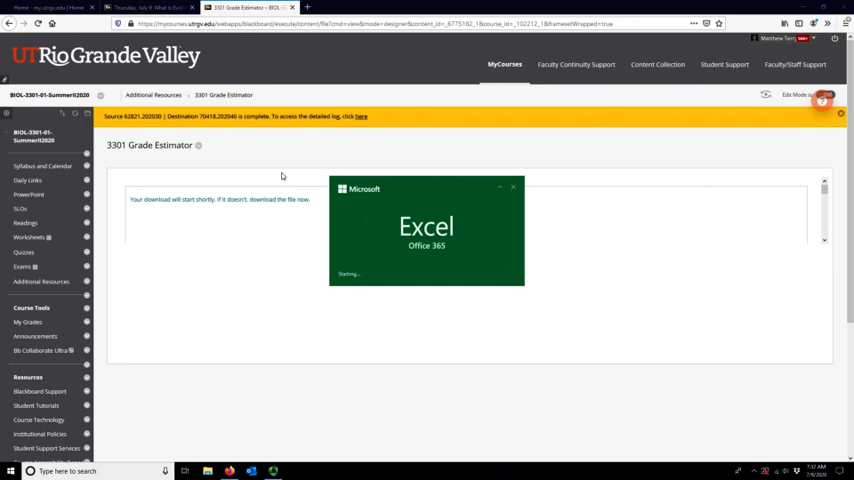 Home - my.utrgv.edu | Home
Thursday, July 9: What is Evol
3301 Grade Estimator – BIOL-3
https://mycourses.utrgv.edu/webapps/blackboard/execute/content/file?cmd=view&mode=designer&content_id=_6775182_1&course_id=_102212_1&framesetWrapped=true
Matthew Terry
UTRioGrandeValley
MyCourses
Faculty Continuity Support
Content Collection
Student Support
Faculty/Staff Support
BIOL-3301-01-SummerII2020
Additional Resources
3301 Grade Estimator
Edit Mode is:
?
Source 62821.202030 | Destination 70418.202040 is complete. To access the detailed log, click here
BIOL-3301-01-
SummerII2020
3301 Grade Estimator
Syllabus and Calendar
Daily Links
PowerPoint
SLOs
Readings
Worksheets
Quizzes
Exams
Additional Resources
Your download will start shortly. If it doesn't, download the file now.
Microsoft
Excel
Office 365
Starting...
Course Tools
My Grades
Announcements
Bb Collaborate Ultra
Resources
Blackboard Support
Student Tutorials
Course Technology
Institutional Policies
Student Support Services
Type here to search
7:32 AM
7/9/2020